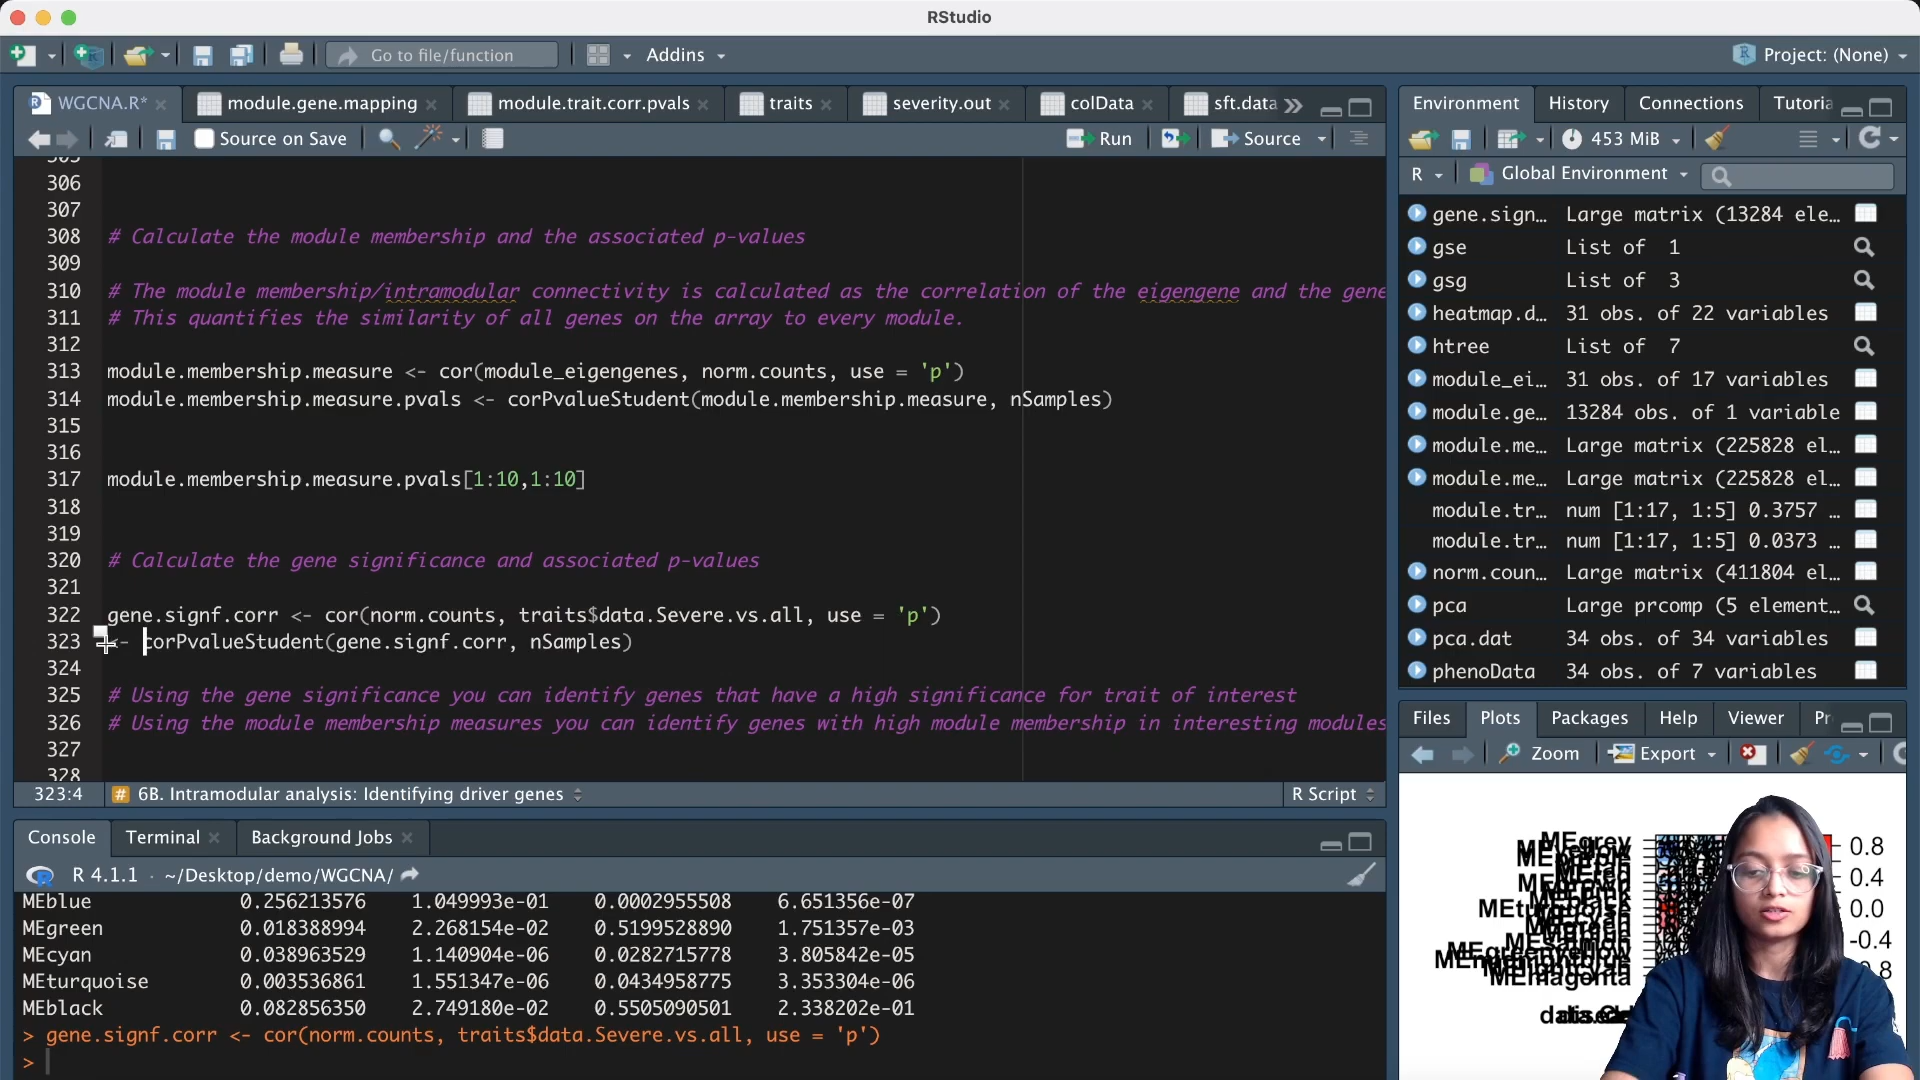 RStudio
Go to file/function
Addins
Project: (None)
WGCNA.R*
module.gene.mapping
module.trait.corr.pvals
traits
severity.out
colData
sft.data
Source on Save
Run
Source
306
307
308 # Calculate the module membership and the associated p-values
309
310 # The module membership/intramodular connectivity is calculated as the correlation of the eigengene and the gene
311 # This quantifies the similarity of all genes on the array to every module.
312
313 module.membership.measure <- cor(module_eigengenes, norm.counts, use = 'p')
314 module.membership.measure.pvals <- corPvalueStudent(module.membership.measure, nSamples)
315
316
317 module.membership.measure.pvals[1:10,1:10]
318
319
320 # Calculate the gene significance and associated p-values
321
322 gene.signf.corr <- cor(norm.counts, traits$data.Severe.vs.all, use = 'p')
323 <- corPvalueStudent(gene.signf.corr, nSamples)
324
325 # Using the gene significance you can identify genes that have a high significance for trait of interest
326 # Using the module membership measures you can identify genes with high module membership in interesting modules
327
328
323:4
# 6B. Intramodular analysis: Identifying driver genes
R Script
Console
Terminal
Background Jobs
R 4.1.1 · ~/Desktop/demo/WGCNA/
MEblue 0.256213576 1.049993e-01 0.0002955508 6.651356e-07
MEgreen 0.018388994 2.268154e-02 0.5199528890 1.751357e-03
MEcyan 0.038963529 1.140904e-06 0.0282715778 3.805842e-05
MEturquoise 0.003536861 1.551347e-06 0.0434958775 3.353304e-06
MEblack 0.082856350 2.749180e-02 0.5505090501 2.338202e-01
> gene.signf.corr <- cor(norm.counts, traits$data.Severe.vs.all, use = 'p')
>
Environment
History
Connections
Tutoria
453 MiB
R
Global Environment
gene.sign… Large matrix (13284 ele…
gse List of 1
gsg List of 3
heatmap.d… 31 obs. of 22 variables
htree List of 7
module_ei… 31 obs. of 17 variables
module.ge… 13284 obs. of 1 variable
module.me… Large matrix (225828 el…
module.me… Large matrix (225828 el…
module.tr… num [1:17, 1:5] 0.3757 …
module.tr… num [1:17, 1:5] 0.0373 …
norm.coun… Large matrix (411804 el…
pca Large prcomp (5 element…
pca.dat 34 obs. of 34 variables
phenoData 34 obs. of 7 variables
Files
Plots
Packages
Help
Viewer
Pr
Zoom
Export
MEgrey
MEturquoise
MEmagonta
0.8
0.4
0.0
-0.4